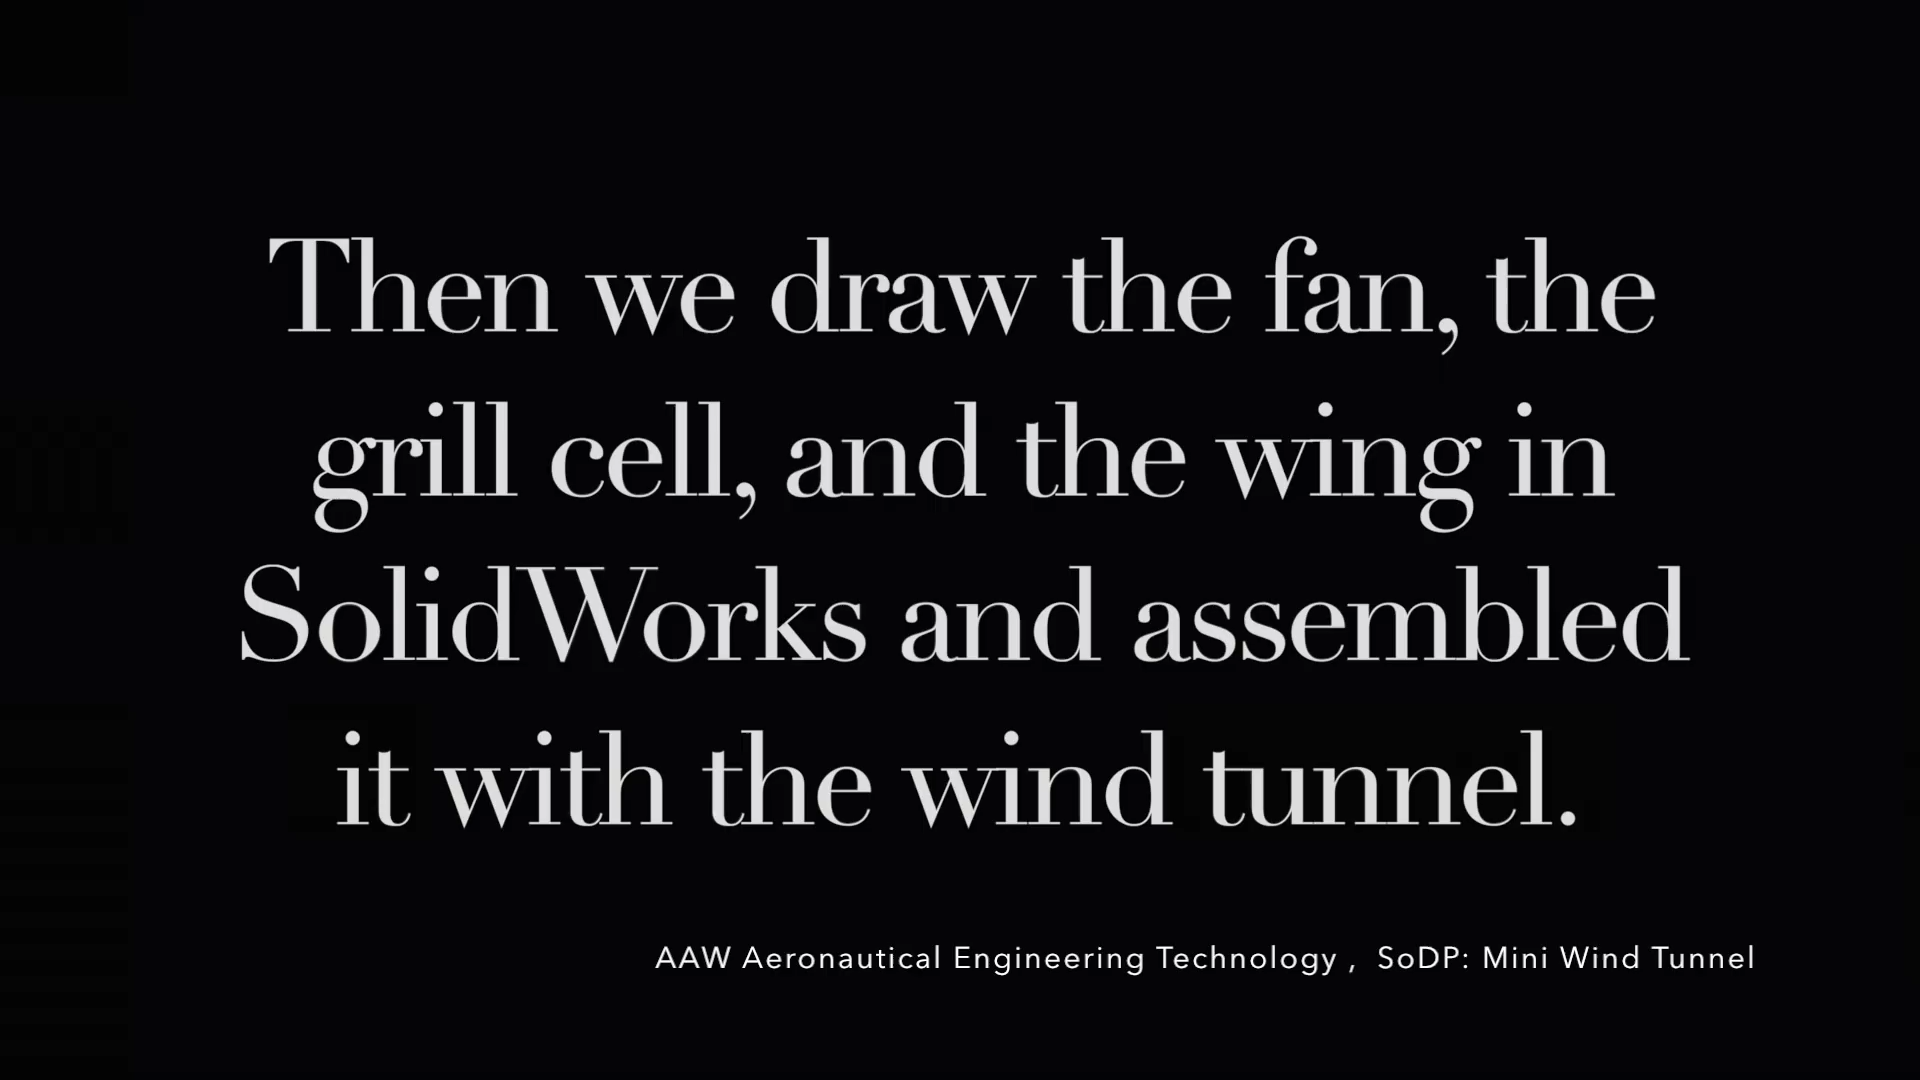 Then we draw the fan, the
grill cell, and the wing in
SolidWorks and assembled
it with the wind tunnel.
AAW Aeronautical Engineering Technology , SoDP: Mini Wind Tunnel